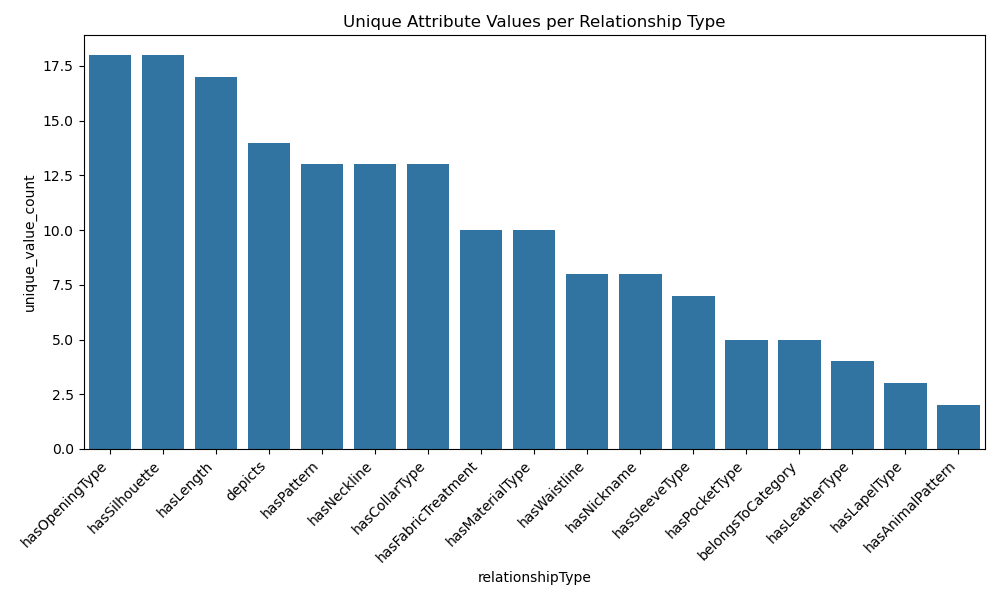 Unique Attribute Values per Relationship Type
unique_value_count
17.5
15.0
12.5
10.0
7.5
5.0
2.5
0.0
hasOpeningType
hasSilhouette
hasLength
depicts
hasPattern
hasNeckline
hasCollarType
hasFabricTreatment
hasMaterialType
hasWaistline
hasNickname
hasSleeveType
hasPocketType
belongsToCategory
hasLeatherType
hasLapelType
hasAnimalPattern
relationshipType